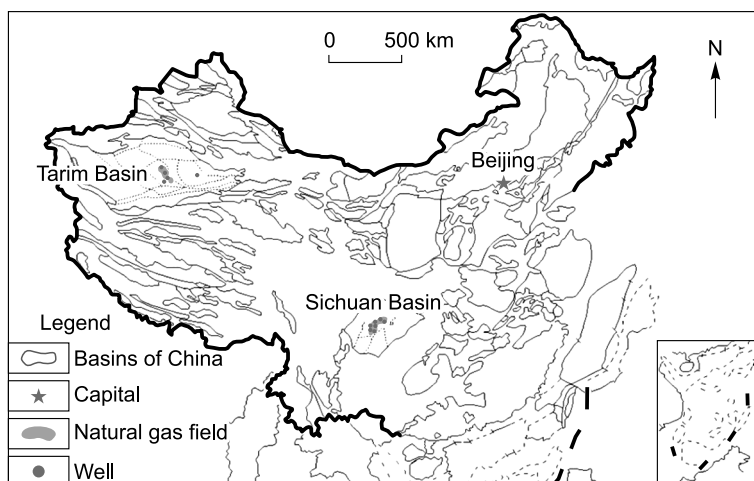 0 500 km
N
Beijing
Tarim Basin
Sichuan Basin
Legend
Basins of China
Capital
Natural gas field
Well